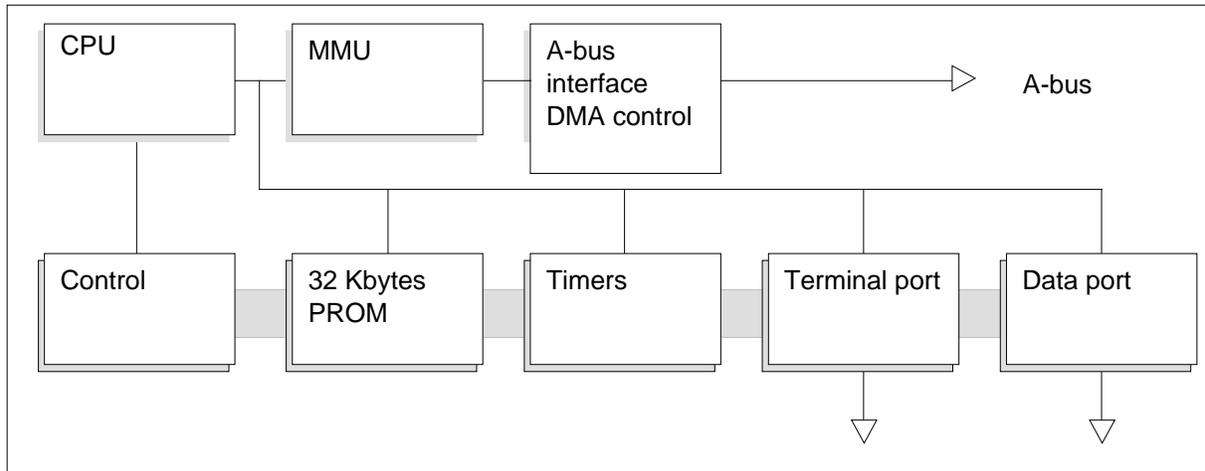 CPU
MMU
A-bus
interface
DMA control
A-bus
Control
32 Kbytes
PROM
Timers
Terminal port
Data port